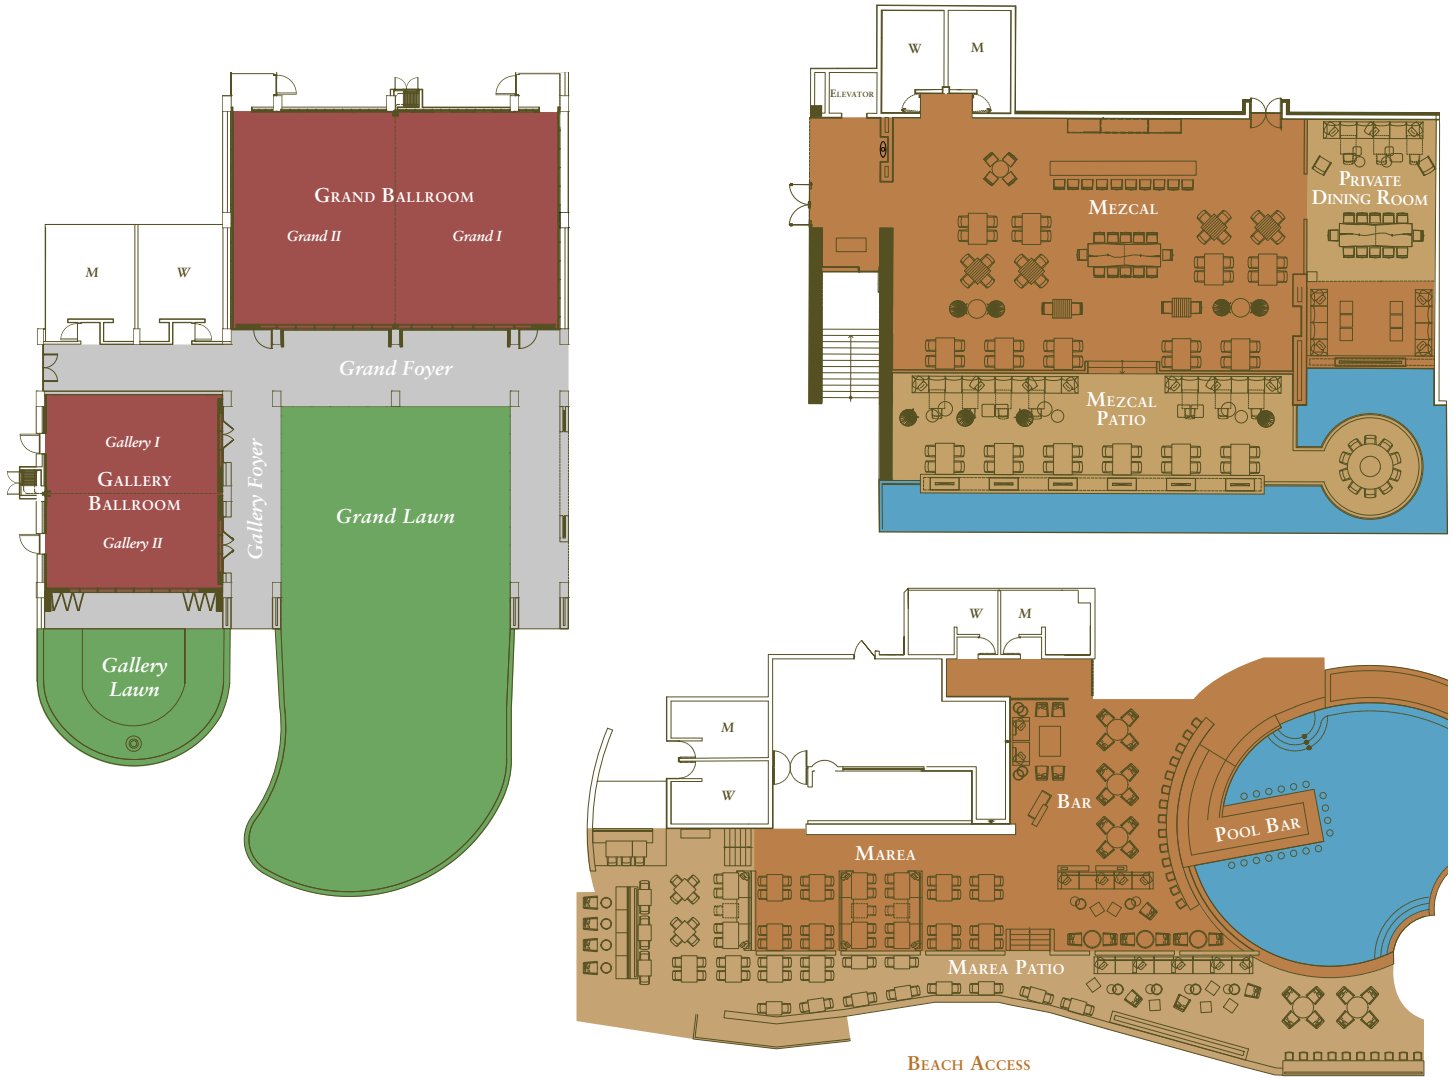 GRAND BALLROOM
Grand II
Grand I
M
W
Grand Foyer
Gallery I
GALLERY
BALLROOM
Gallery II
Gallery Foyer
Grand Lawn
Gallery
Lawn
W
M
ELEVATOR
MEZCAL
PRIVATE
DINING ROOM
MEZCAL
PATIO
W
M
M
W
BAR
POOL BAR
MAREA
MAREA PATIO
BEACH ACCESS